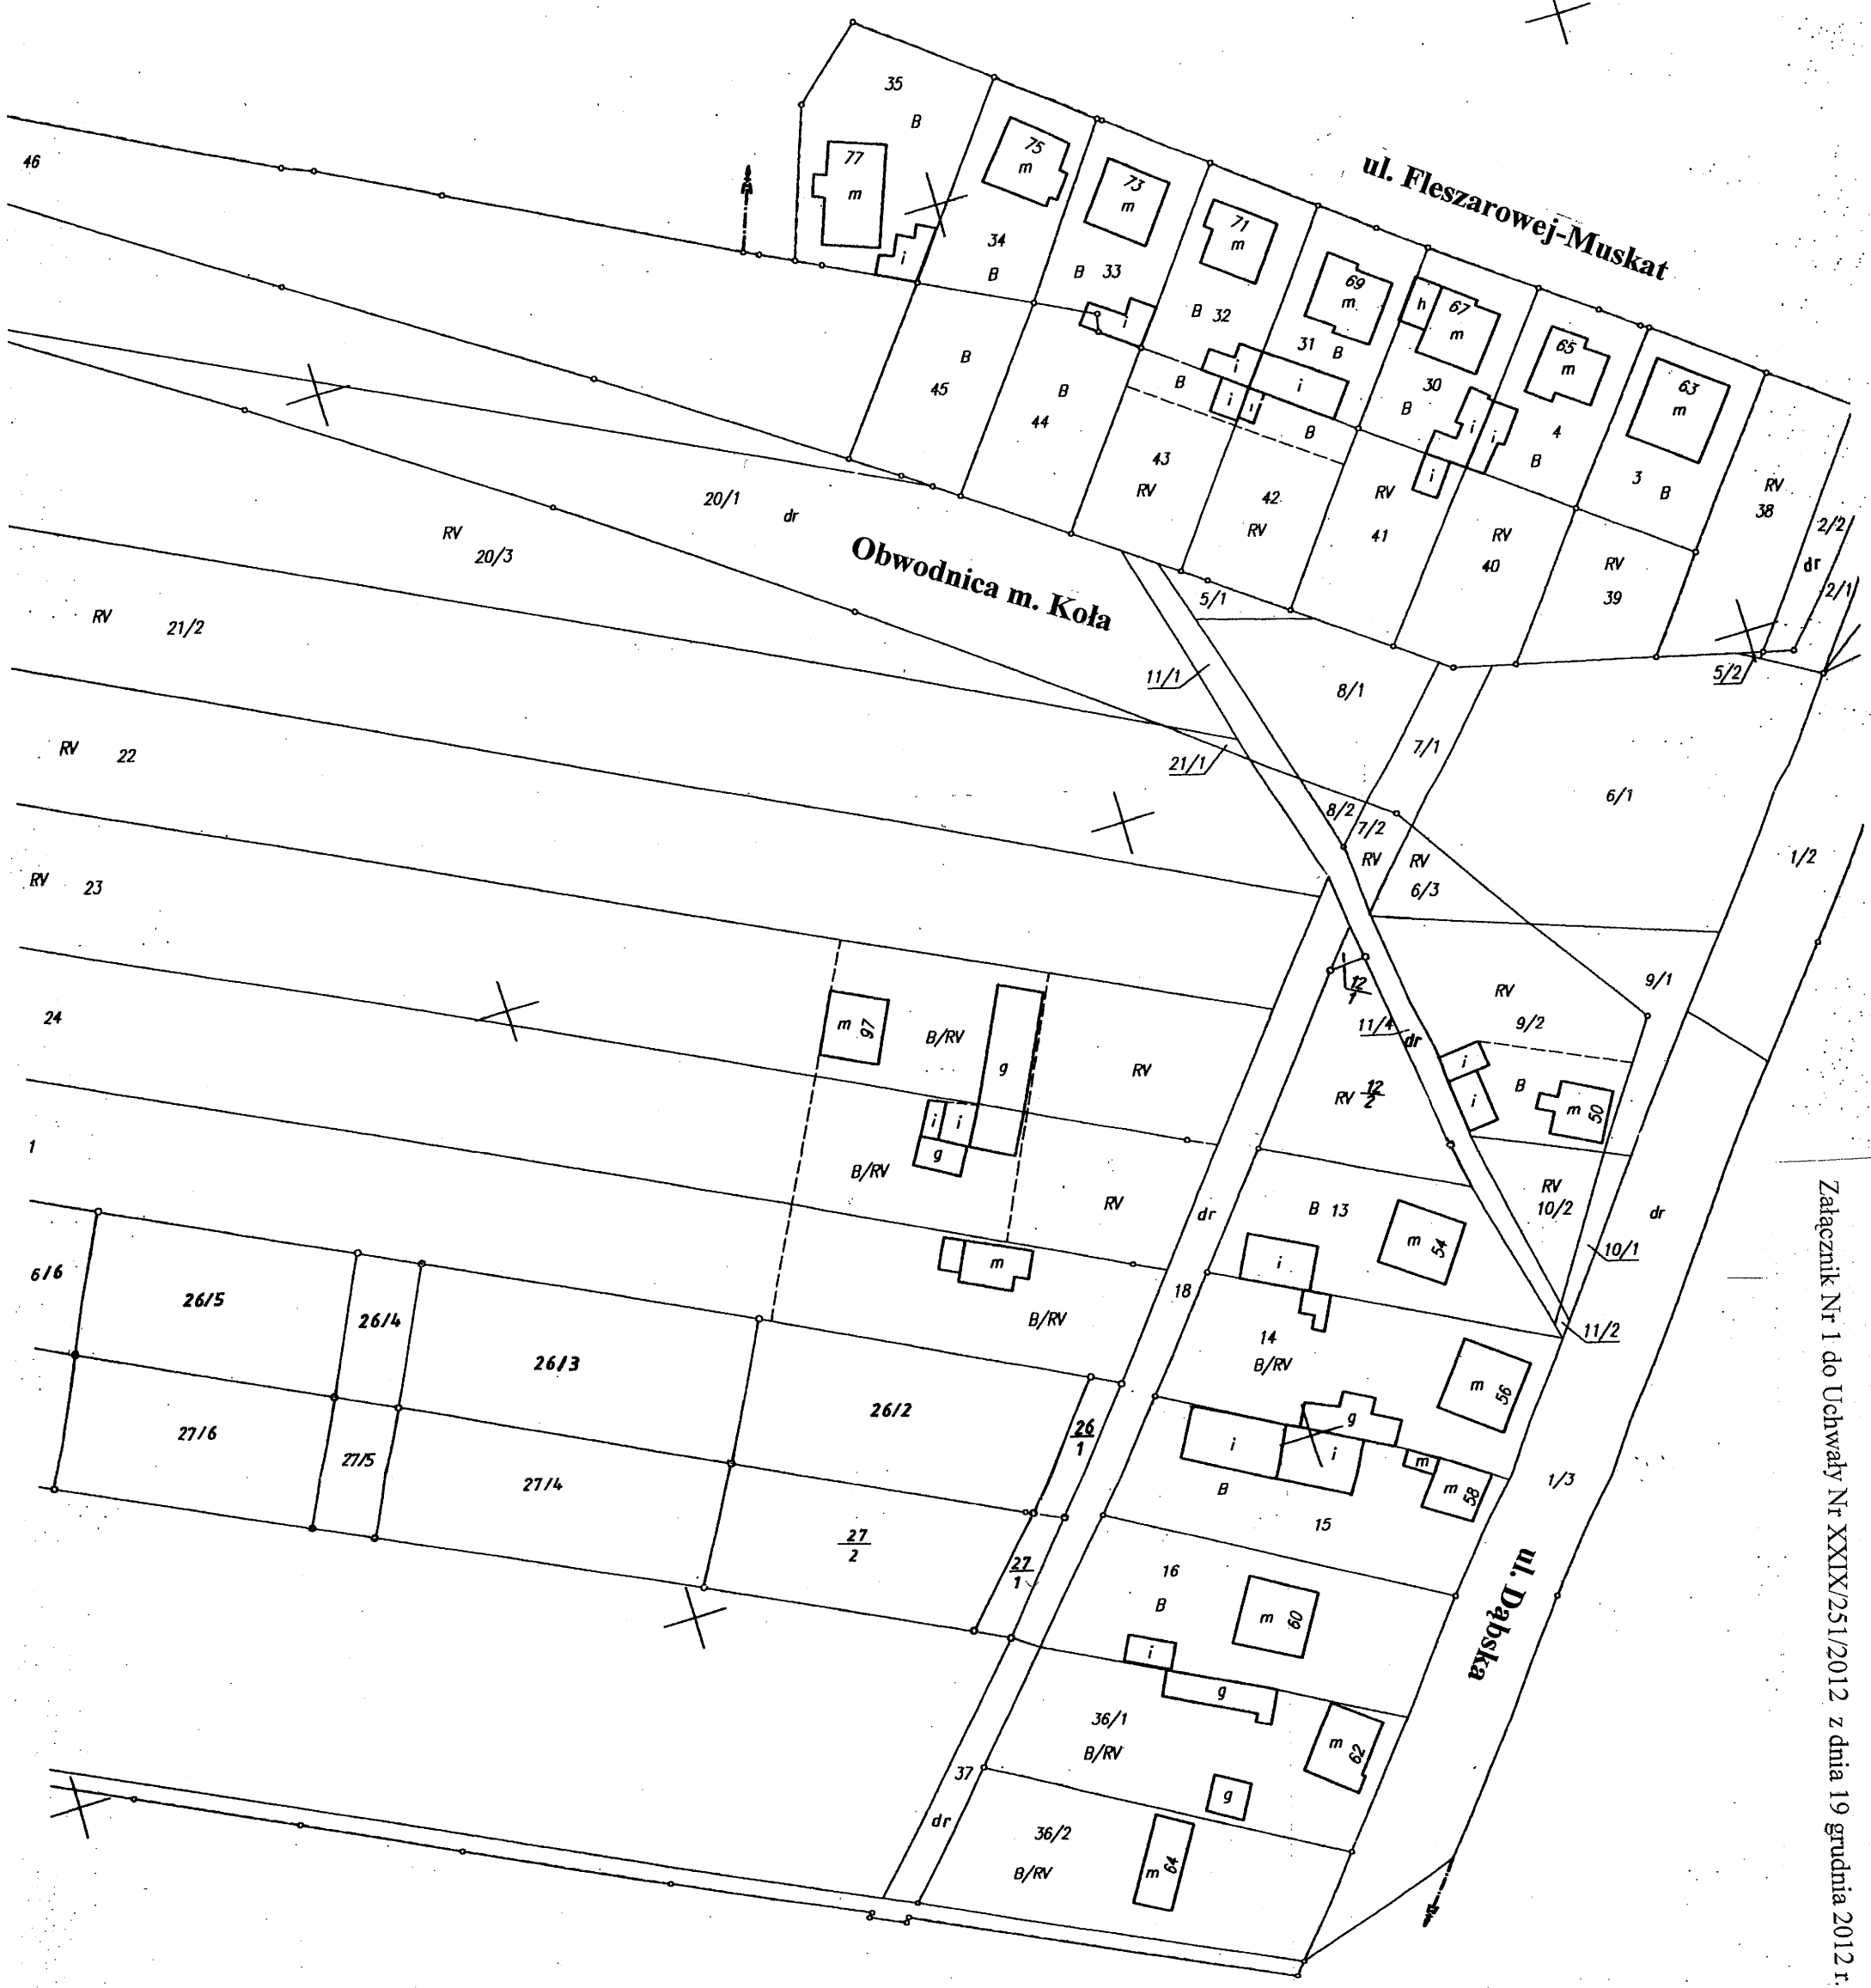 35
B
46
77
m
i
75
m
34
B
73
m
B 33
i
71
m
B 32
i
ul. Fleszarowej-Muskat
69
m
31 B
i
h
67
m
30
B
i
i
i
65
m
4
B
63
m
3 B
RV
38
2/2
dr
2/1
B
45
B
44
B
i
i
B
43
RV
42
RV
RV
41
RV
40
RV
39
5/2
20/1 dr
RV
20/3
Obwodnica m. Koła
5/1
11/1
8/1
7/1
6/1
RV 21/2
21/1
8/2
7/2
RV
RV
6/3
1/2
RV 22
RV 23
24
m 97
B/RV
g
RV
i
i
g
B/RV
RV
m
B/RV
12
1
11/4 dr
RV
9/2
9/1
RV 12
2
i
i
B
m 50
RV
10/2
10/1
dr
11/2
1
6/6
26/5
26/4
26/3
26/2
26
1
27/6
27/5
27/4
27
2
27
1
dr
18
B 13
m 54
i
14
B/RV
m 56
g
i
i
m
m 58
B
15
1/3
ul. Dąbska
16
B
m 60
i
g
36/1
B/RV
m 62
g
37
dr
36/2
B/RV
m 64
Załącznik Nr 1 do Uchwały Nr XXXIX/251/2012 z dnia 19 grudnia 2012 r.